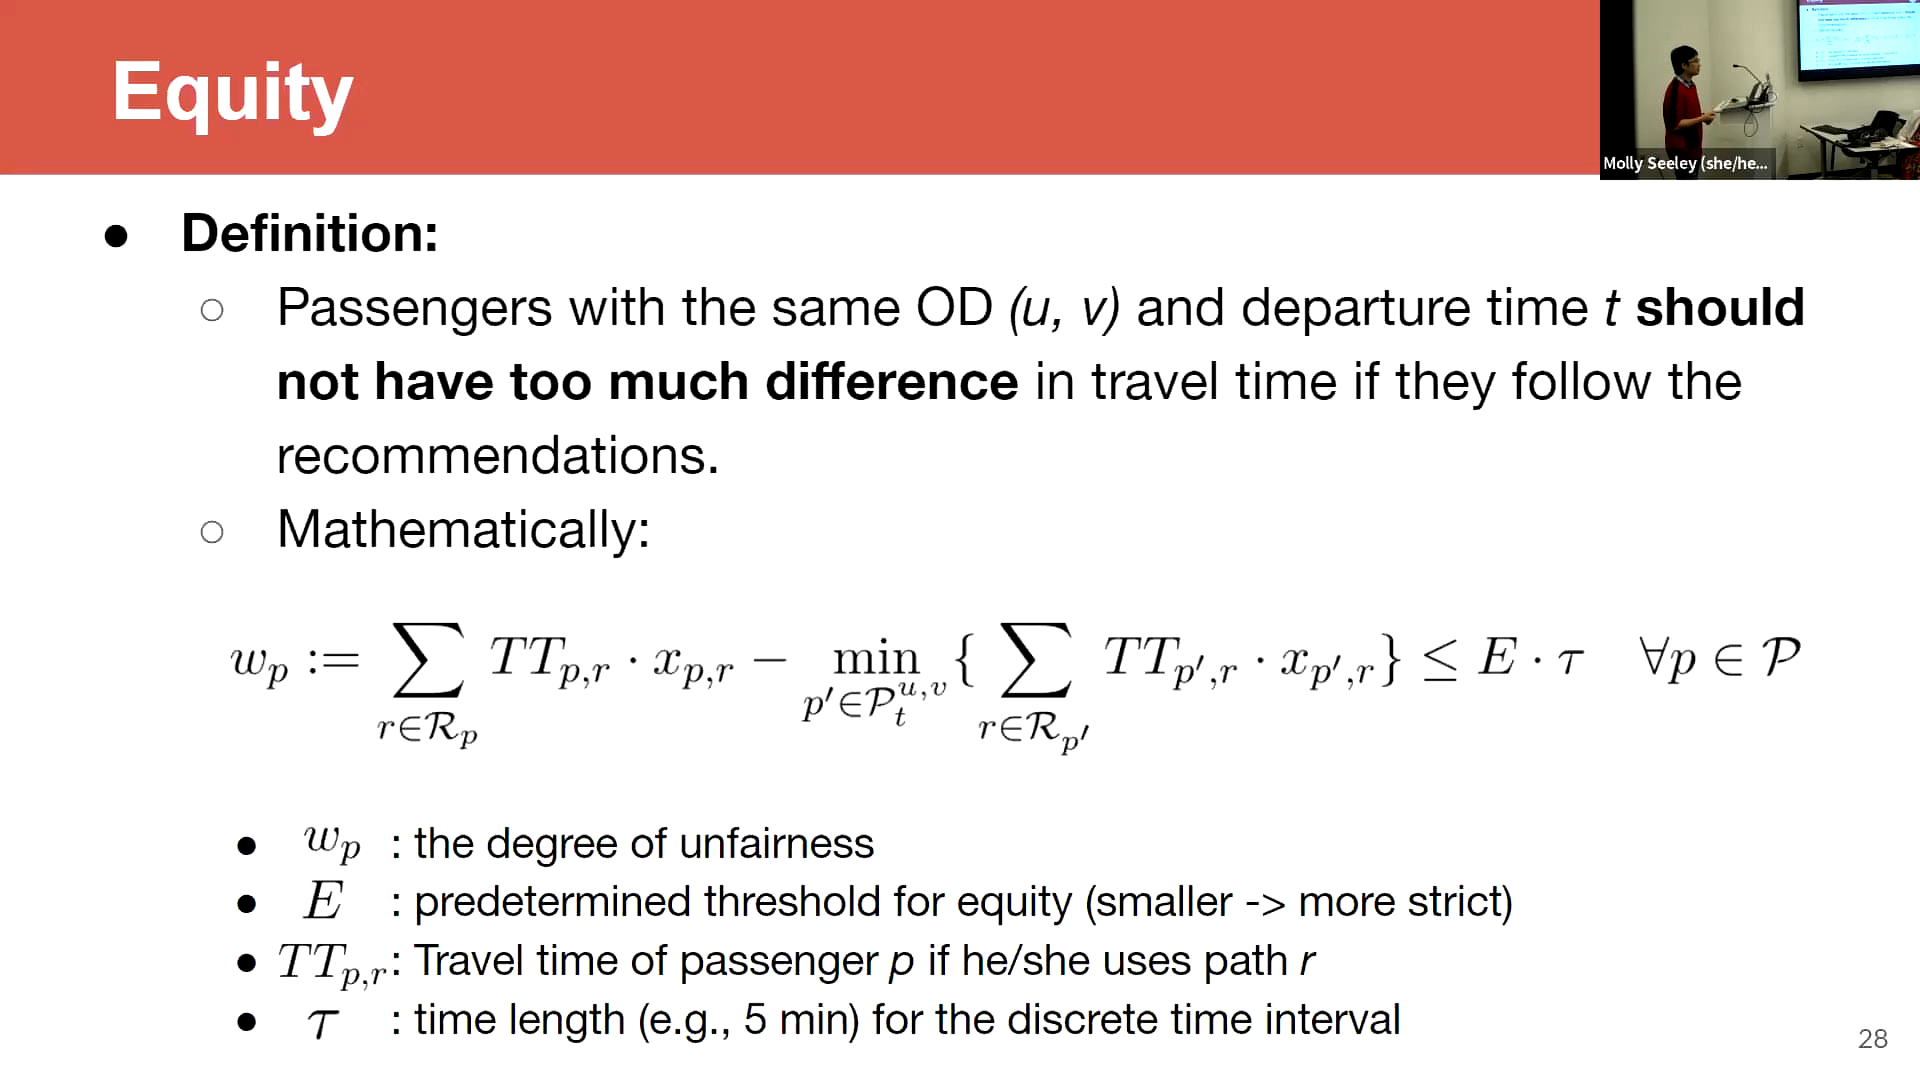 Equity
Molly Seeley (she/he...
● Definition:
○ Passengers with the same OD (u, v) and departure time t should
not have too much difference in travel time if they follow the
recommendations.
○ Mathematically:
w_p := ∑_{r∈ℛ_p} TT_{p,r} · x_{p,r} − min_{p′∈𝒫_t^{u,v}} { ∑_{r∈ℛ_{p′}} TT_{p′,r} · x_{p′,r} } ≤ E · τ ∀p ∈ 𝒫
● w_p : the degree of unfairness
● E : predetermined threshold for equity (smaller -> more strict)
● TT_{p,r} : Travel time of passenger p if he/she uses path r
● τ : time length (e.g., 5 min) for the discrete time interval
28